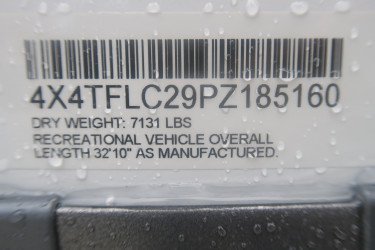 4X4TFLC29PZ185160
DRY WEIGHT: 7131 LBS
RECREATIONAL VEHICLE OVERALL
LENGTH 32'10" AS MANUFACTURED.